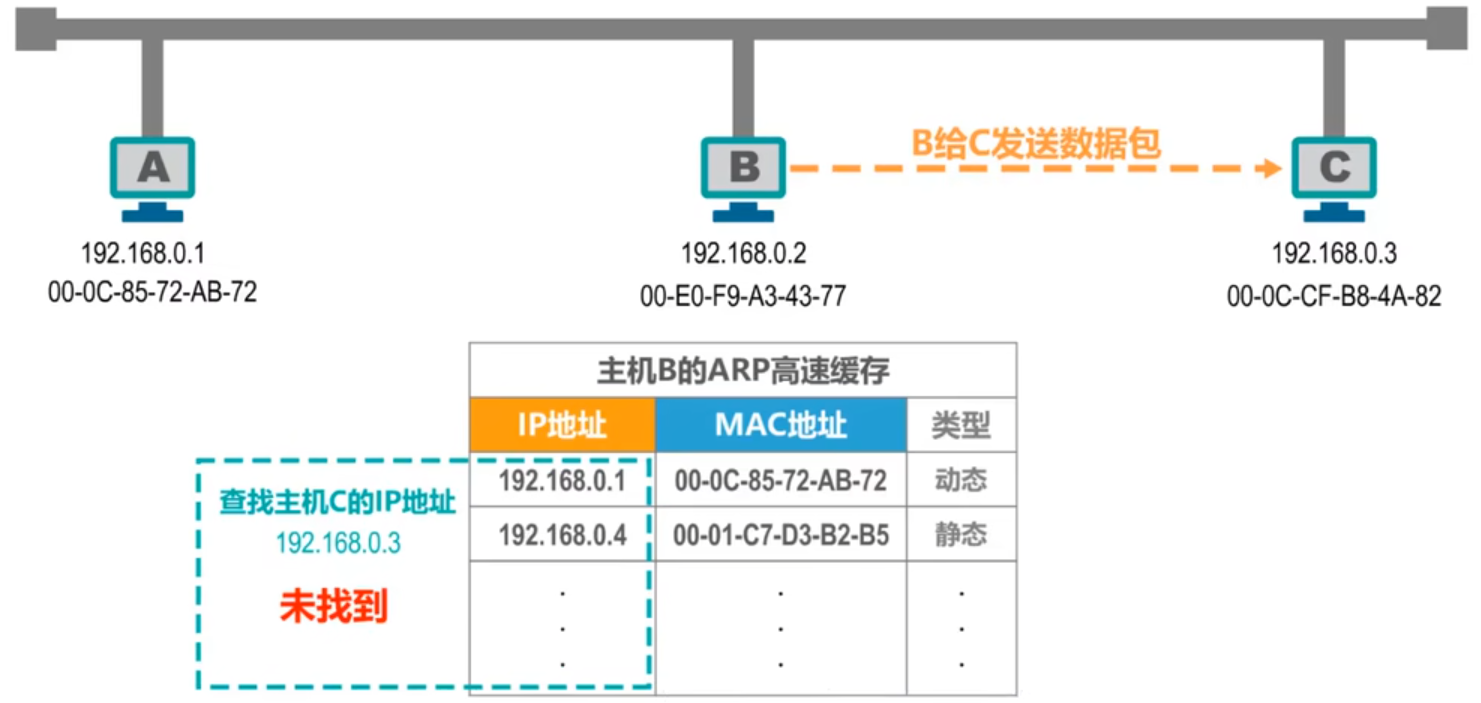 B给C发送数据包
A
B
C
192.168.0.1
00-0C-85-72-AB-72
192.168.0.2
00-E0-F9-A3-43-77
192.168.0.3
00-0C-CF-B8-4A-82
主机B的ARP高速缓存
IP地址 MAC地址 类型
192.168.0.1 00-0C-85-72-AB-72 动态
192.168.0.4 00-01-C7-D3-B2-B5 静态
查找主机C的IP地址
192.168.0.3
未找到